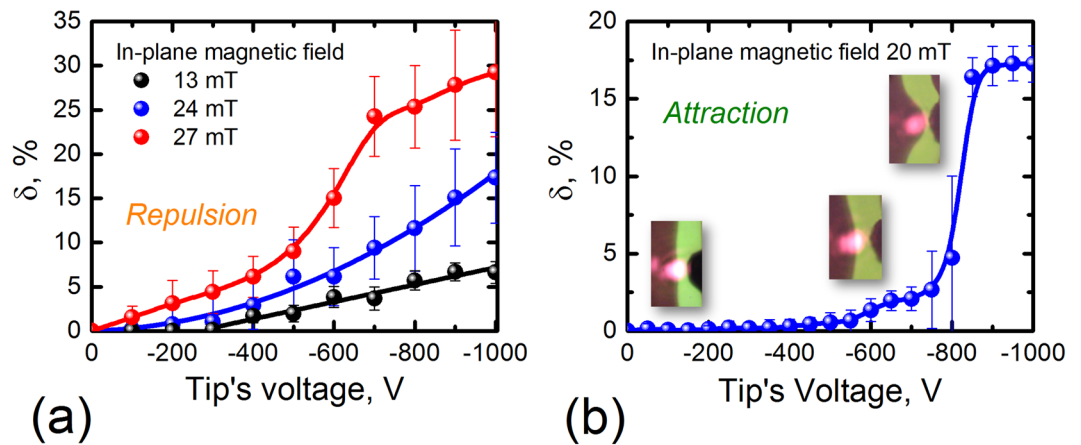 35
30
25
20
15
10
5
0
δ, %
In-plane magnetic field
13 mT
24 mT
27 mT
Repulsion
0 -200 -400 -600 -800 -1000
Tip's voltage, V
(a)
20
15
10
5
0
δ, %
In-plane magnetic field 20 mT
Attraction
0 -200 -400 -600 -800 -1000
Tip's Voltage, V
(b)